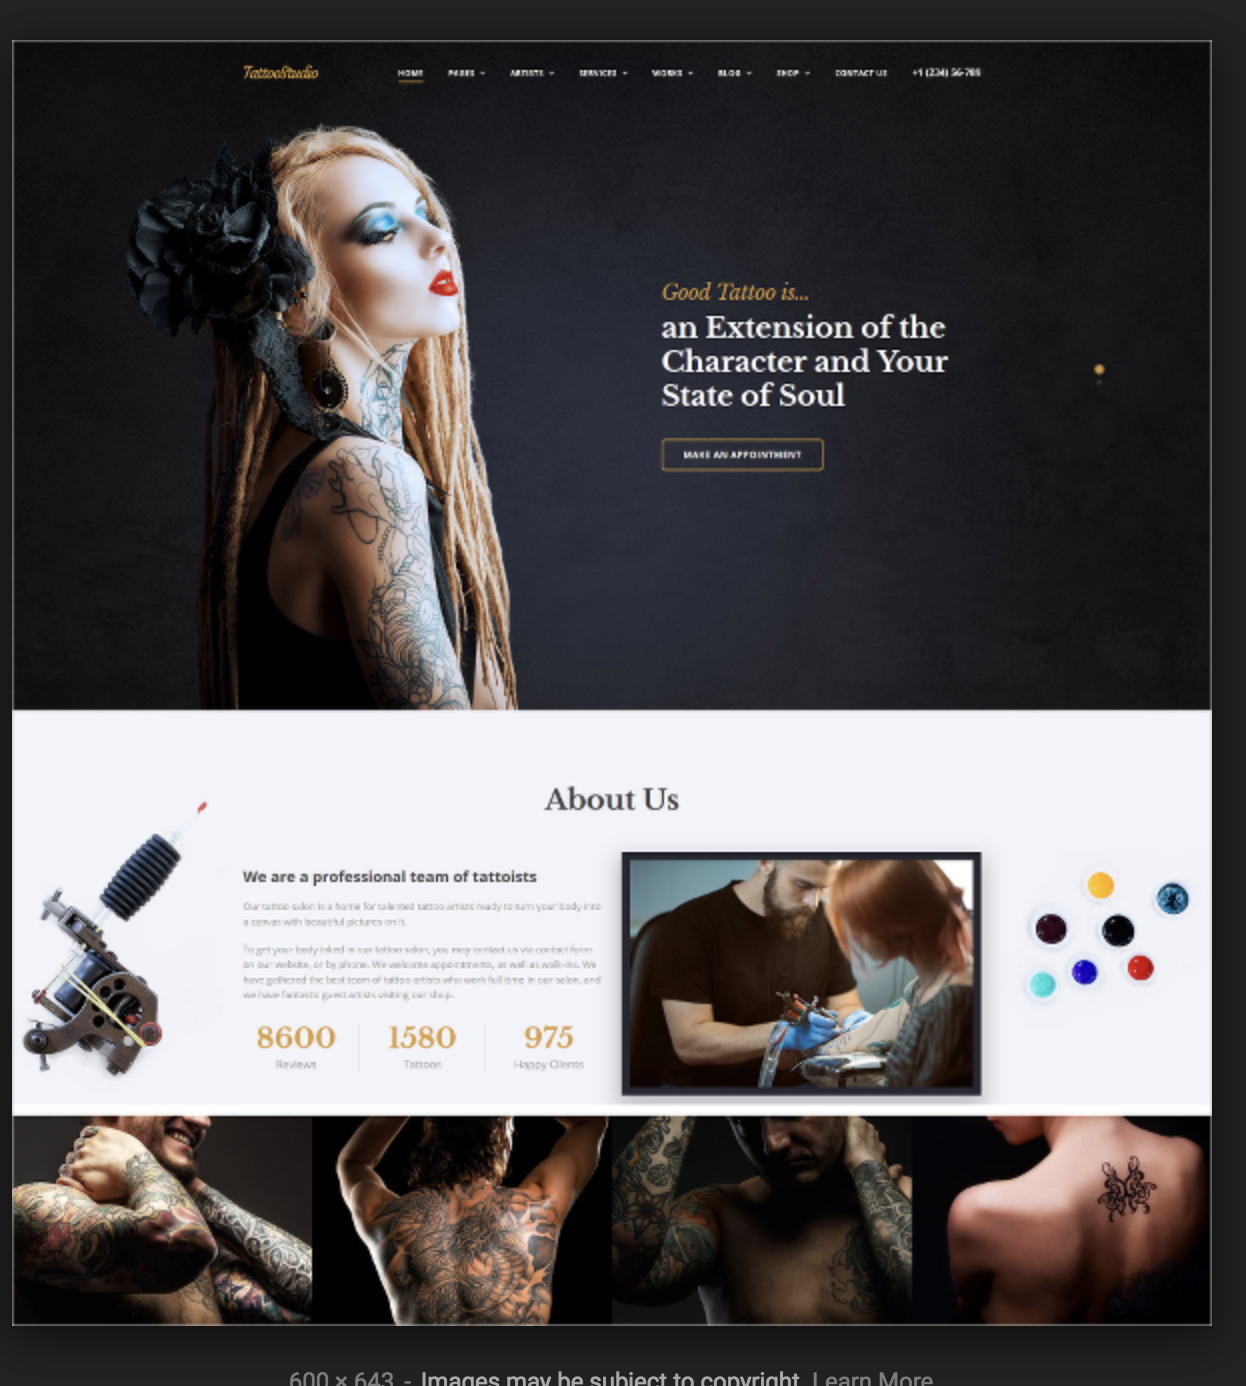 TattooStudio
HOME PAGES ARTISTS SERVICES WORKS BLOG SHOP CONTACT US +1 (234) 56-789
Good Tattoo is...
an Extension of the
Character and Your
State of Soul
MAKE AN APPOINTMENT
About Us
We are a professional team of tattoists
Our tattoo salon is a home for talented tattoo artists ready to turn your body into
a canvas with beautiful pictures on it.
To get your body inked in our tattoo salon, you may contact us via contact form
on our website, or by phone. We welcome appointments, as well as walk-ins. We
have gathered the best team of tattoo artists who work full time in our salon, and
we have fantastic guest artists visiting our shop.
8600 1580 975
Reviews Tattoos Happy Clients
600 × 643 - Images may be subject to copyright. Learn More